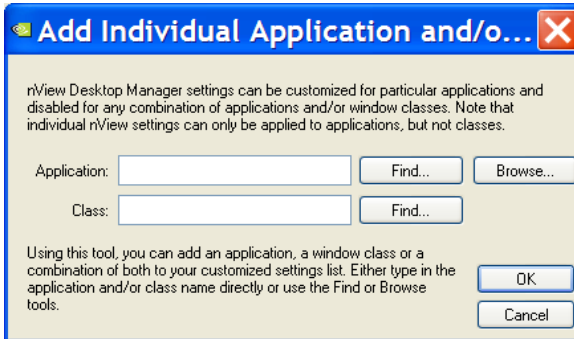 Add Individual Application and/o...
nView Desktop Manager settings can be customized for particular applications and
disabled for any combination of applications and/or window classes. Note that
individual nView settings can only be applied to applications, but not classes.
Application: Find... Browse...
Class: Find...
Using this tool, you can add an application, a window class or a
combination of both to your customized settings list. Either type in the
application and/or class name directly or use the Find or Browse
tools.
OK
Cancel